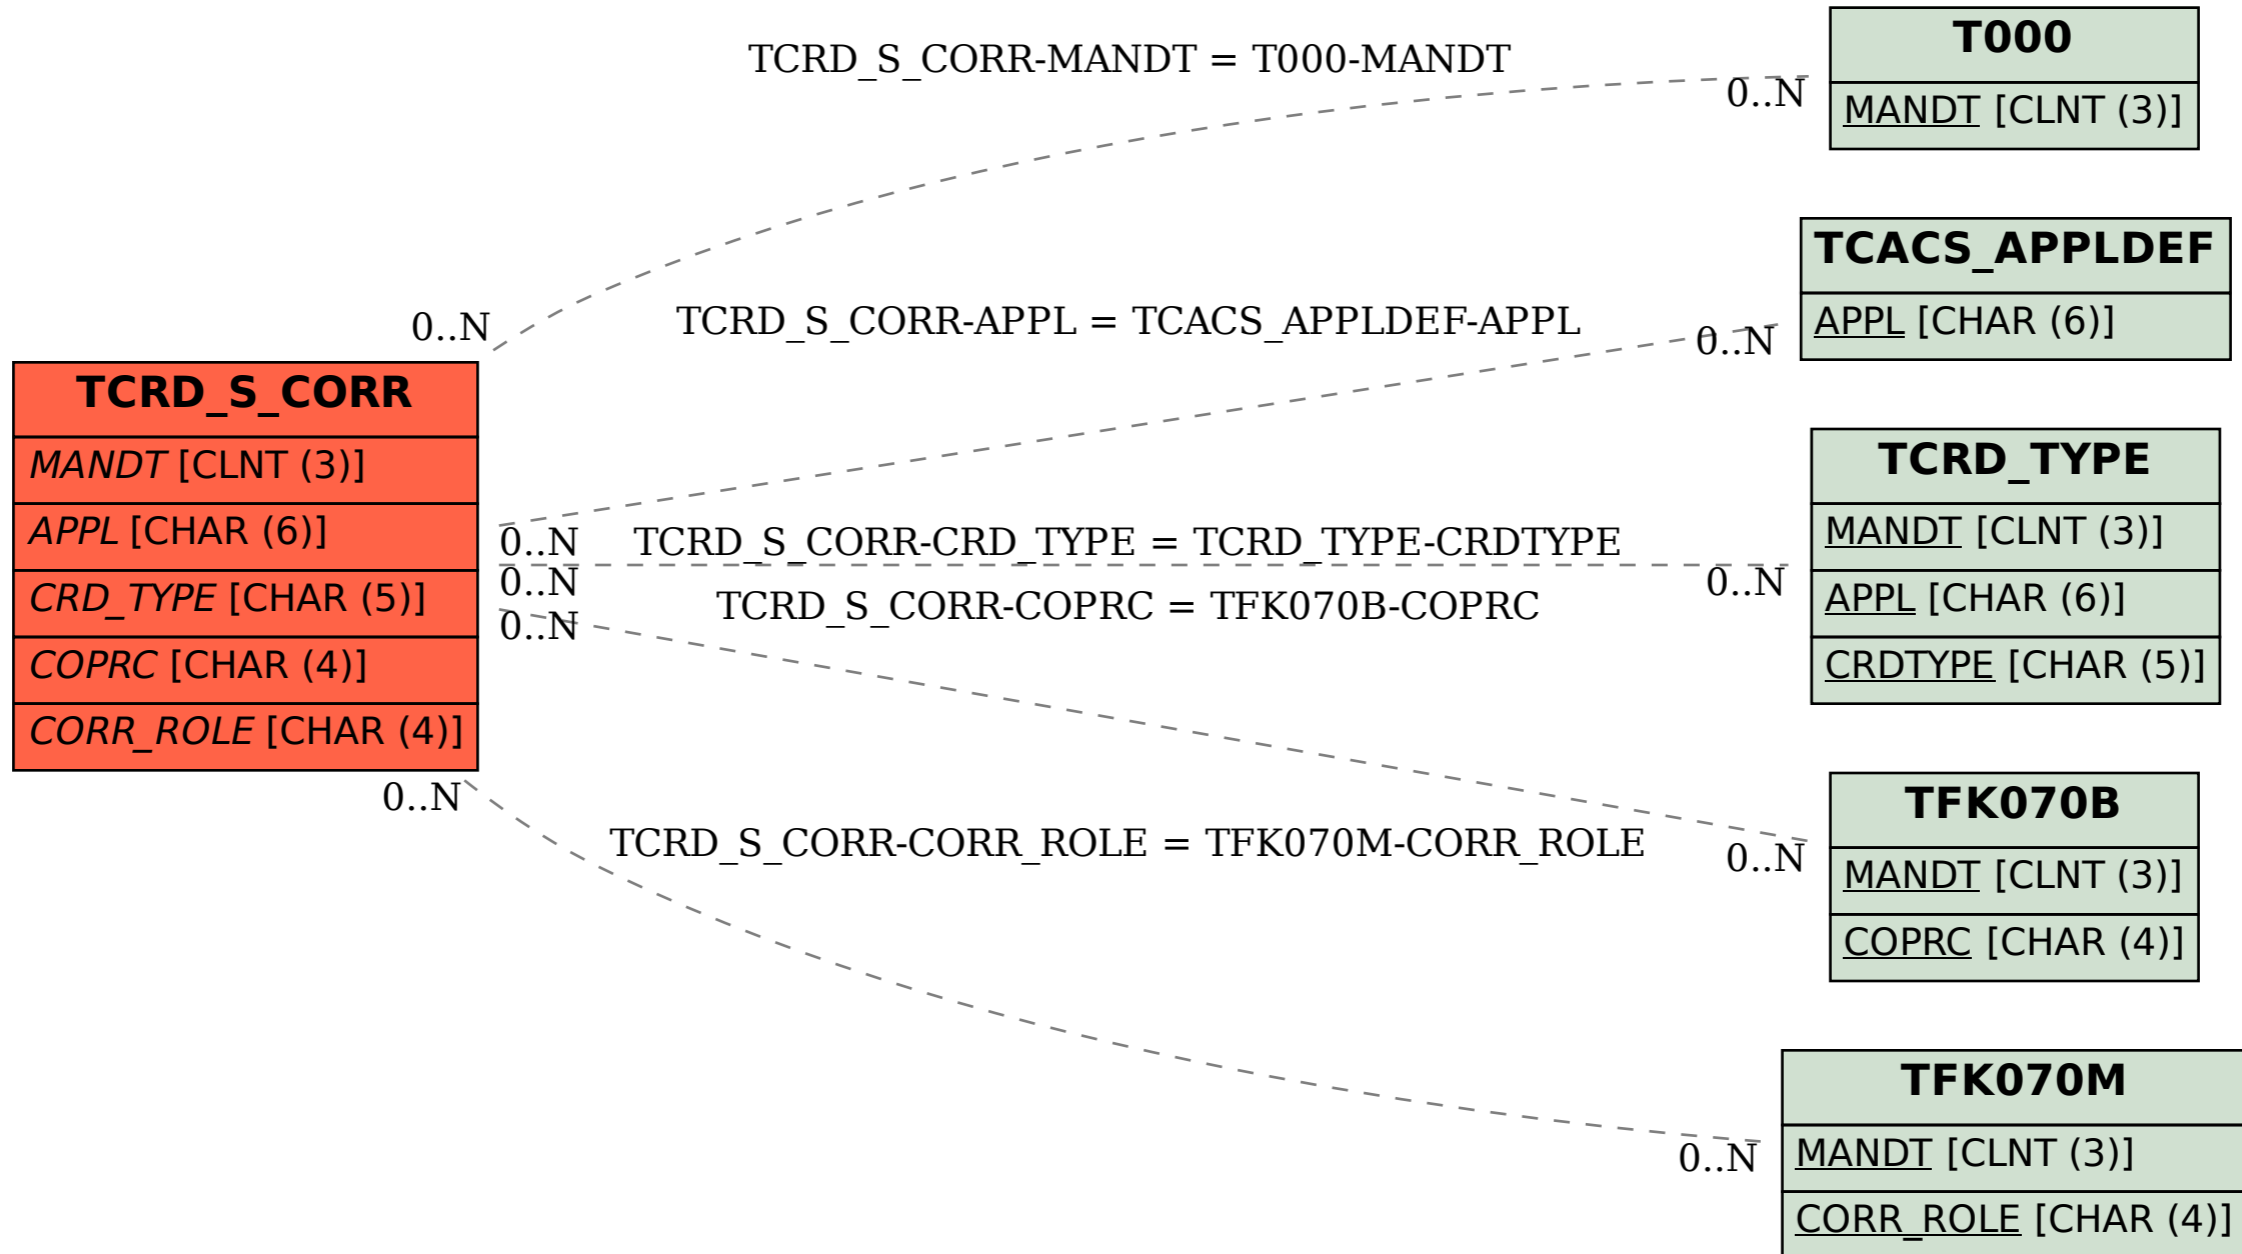 TCRD_S_CORR-MANDT = T000-MANDT
0..N
0..N
T000
MANDT [CLNT (3)]
TCRD_S_CORR-APPL = TCACS_APPLDEF-APPL
0..N
0..N
TCACS_APPLDEF
APPL [CHAR (6)]
TCRD_S_CORR
MANDT [CLNT (3)]
APPL [CHAR (6)]
CRD_TYPE [CHAR (5)]
COPRC [CHAR (4)]
CORR_ROLE [CHAR (4)]
TCRD_S_CORR-CRD_TYPE = TCRD_TYPE-CRDTYPE
0..N
0..N
TCRD_TYPE
MANDT [CLNT (3)]
APPL [CHAR (6)]
CRDTYPE [CHAR (5)]
TCRD_S_CORR-COPRC = TFK070B-COPRC
0..N
0..N
TFK070B
MANDT [CLNT (3)]
COPRC [CHAR (4)]
0..N
TCRD_S_CORR-CORR_ROLE = TFK070M-CORR_ROLE
0..N
TFK070M
MANDT [CLNT (3)]
CORR_ROLE [CHAR (4)]